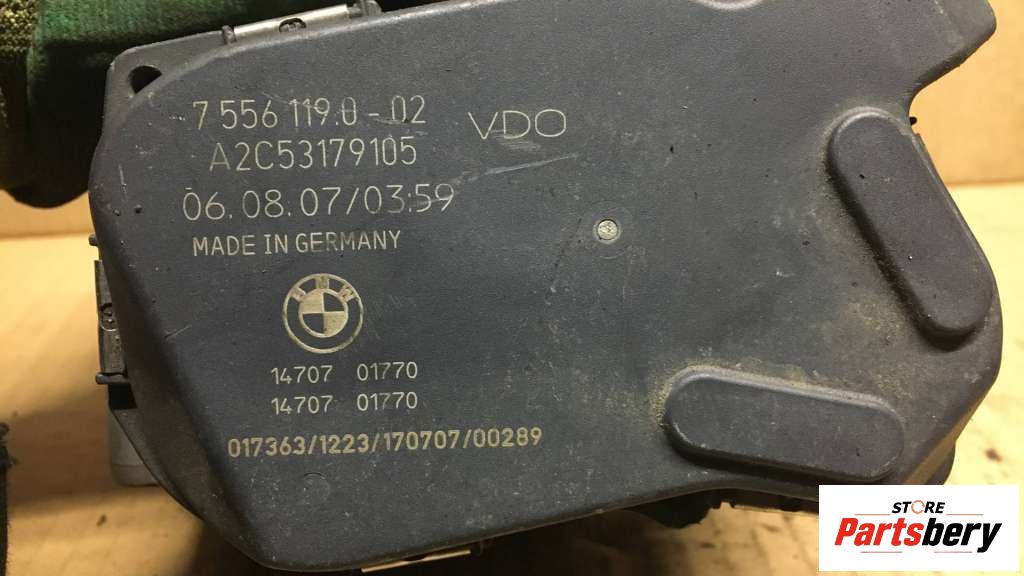 7 556 119.0 - 02
VDO
A2C53179105
06.08.07/03:59
MADE IN GERMANY
BMW
14707 01770
14707 01770
017363/1223/170707/00289
STORE
Partsbery